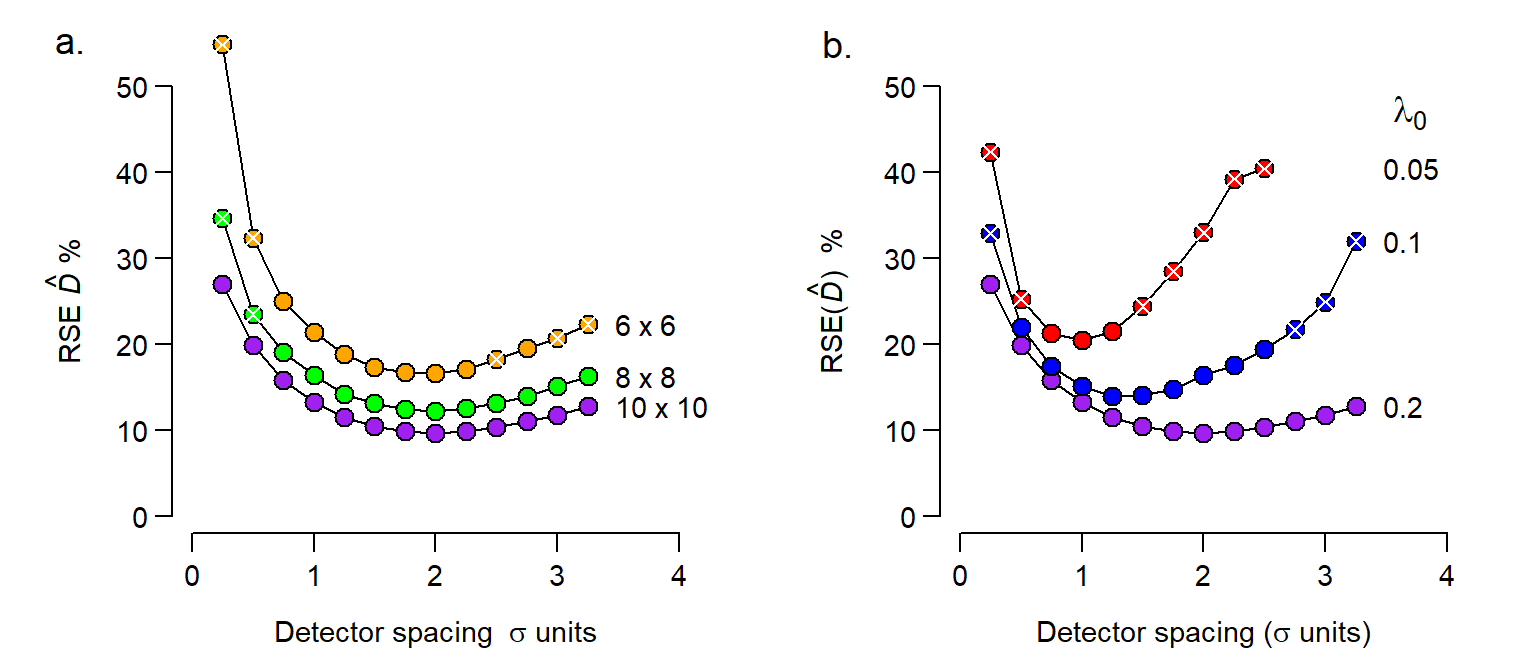 a.
50
40
30
20
10
0
RSE D̂ %
6 x 6
8 x 8
10 x 10
0 1 2 3 4
Detector spacing σ units
b.
50
40
30
20
10
0
RSE(D̂) %
λ0
0.05
0.1
0.2
0 1 2 3 4
Detector spacing (σ units)